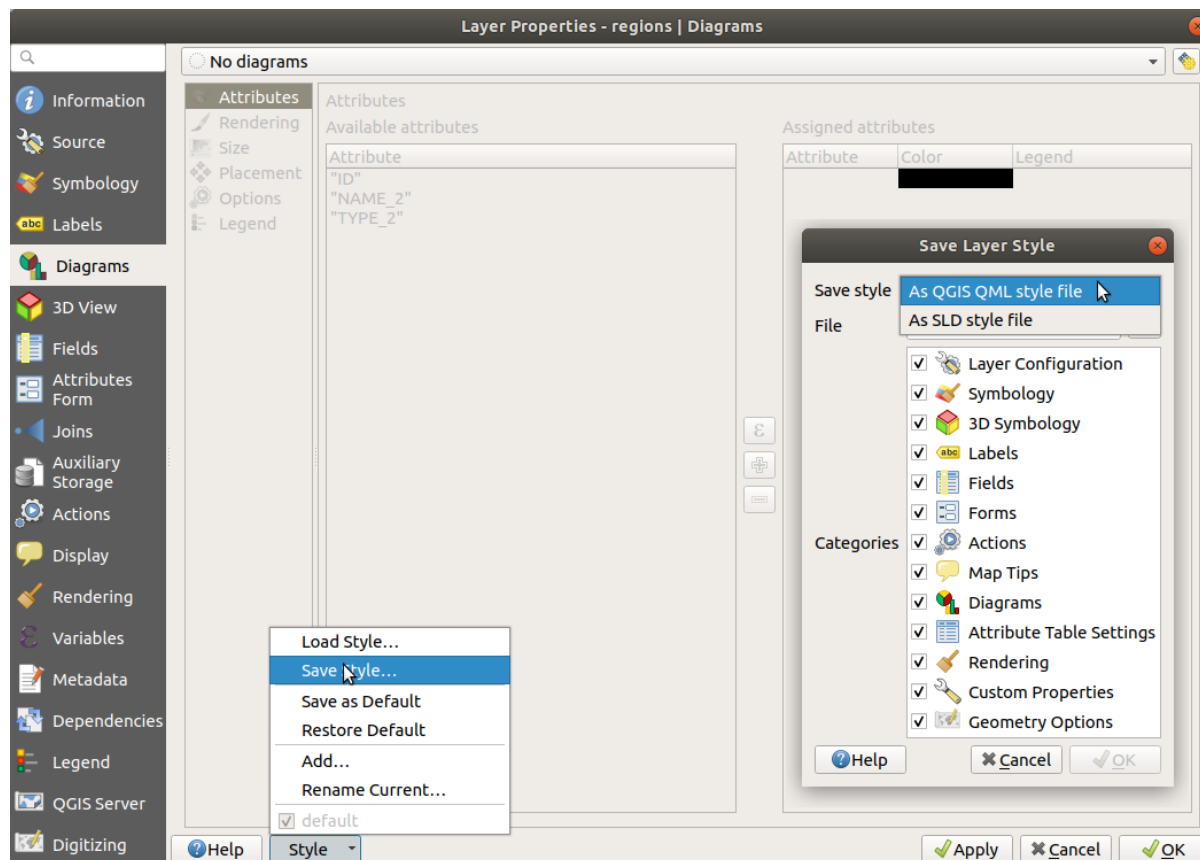 Layer Properties - regions | Diagrams
Information
Source
Symbology
abc Labels
Diagrams
3D View
Fields
Attributes
Form
Joins
Auxiliary
Storage
Actions
Display
Rendering
Variables
Metadata
Dependencies
Legend
QGIS Server
Digitizing
No diagrams
Attributes
Rendering
Size
Placement
Options
Legend
Attributes
Available attributes
Attribute
"ID"
"NAME_2"
"TYPE_2"
Assigned attributes
Attribute Color Legend
ε
Save Layer Style
Save style As QGIS QML style file
As SLD style file
File
Layer Configuration
Symbology
3D Symbology
abc Labels
Fields
Forms
Categories Actions
Map Tips
Diagrams
Attribute Table Settings
Rendering
Custom Properties
Geometry Options
Help Cancel OK
Load Style...
Save Style...
Save as Default
Restore Default
Add...
Rename Current...
default
Help Style Apply Cancel OK